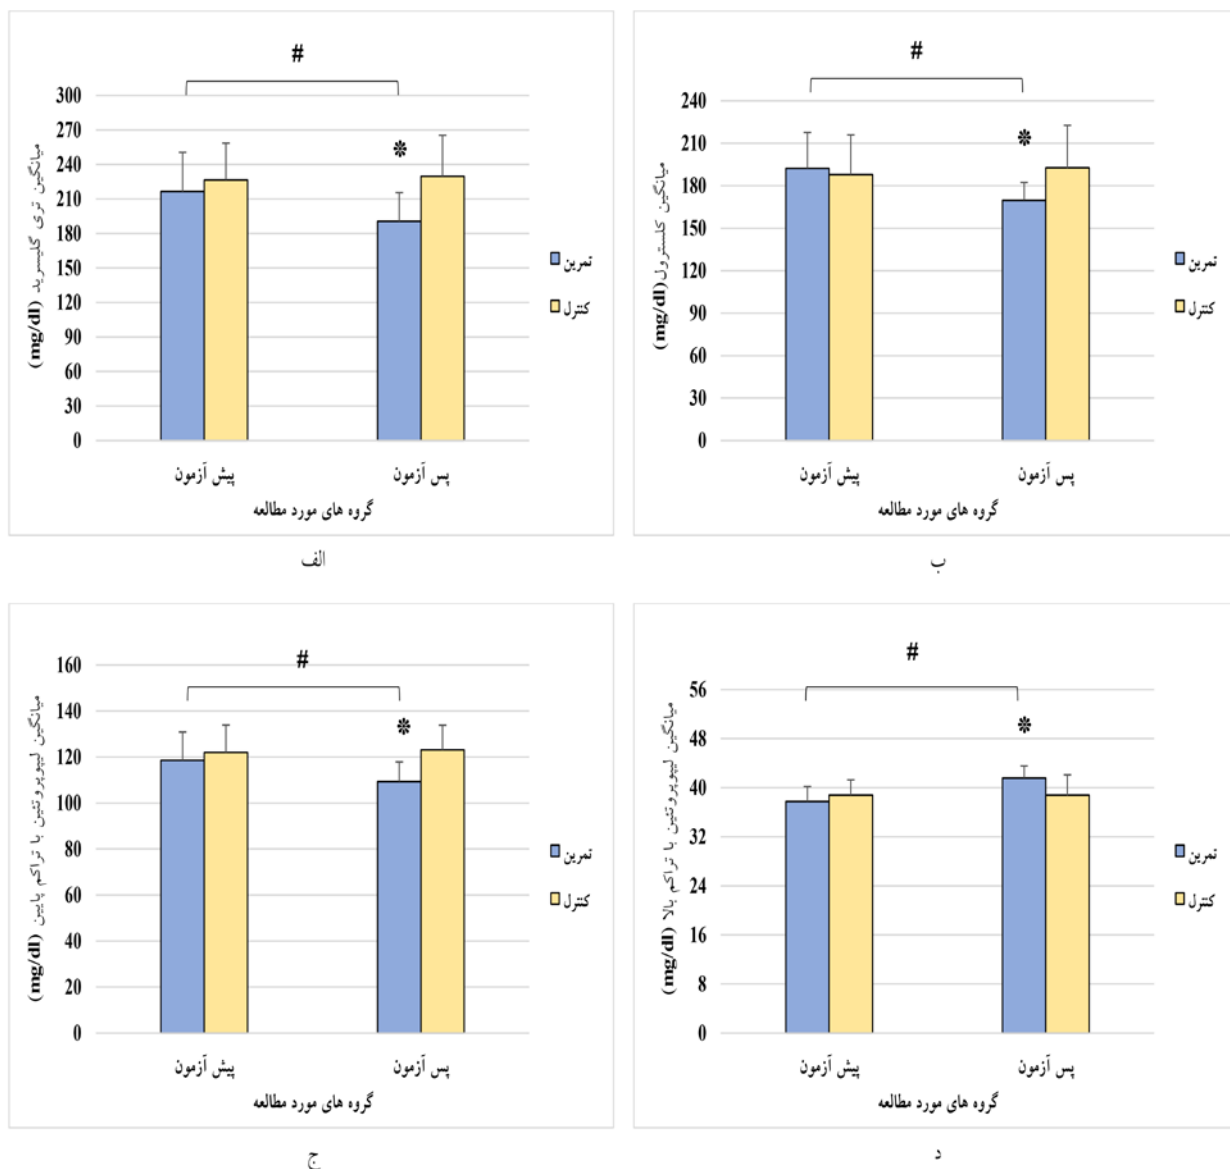 #
300
270
240
210
180
150
120
90
60
30
0
میانگین تری گلیسرید (mg/dl)
*
تمرین
کنترل
پیش آزمون
پس آزمون
گروه های مورد مطالعه
الف
#
240
210
180
150
120
90
60
30
0
میانگین کلسترول(mg/dl)
*
تمرین
کنترل
پیش آزمون
پس آزمون
گروه های مورد مطالعه
ب
#
160
140
120
100
80
60
40
20
0
میانگین لیپوپروتئین با تراکم پایین (mg/dl)
*
تمرین
کنترل
پیش آزمون
پس آزمون
گروه های مورد مطالعه
ج
#
56
48
40
32
24
16
8
0
میانگین لیپوپروتئین با تراکم بالا (mg/dl)
*
تمرین
کنترل
پیش آزمون
پس آزمون
گروه های مورد مطالعه
د